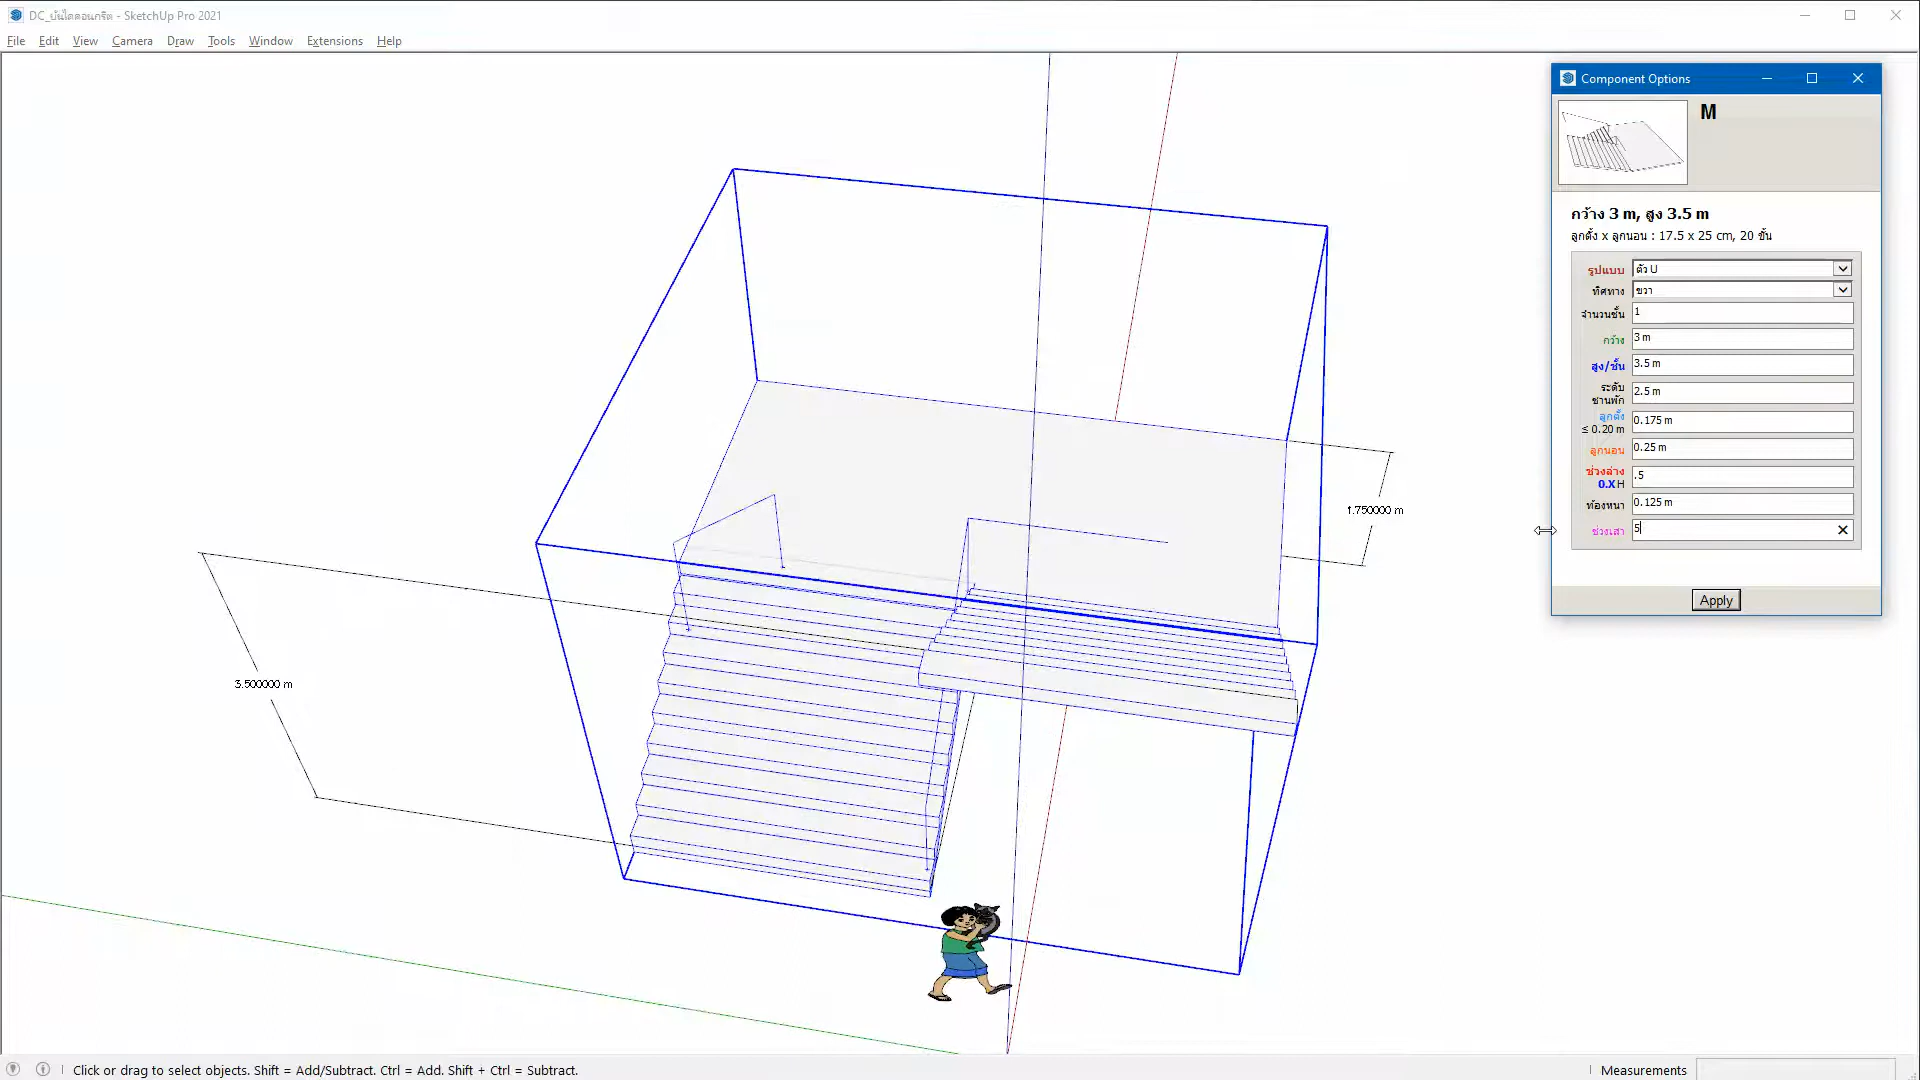 DC_บันไดคอนกรีต - SketchUp Pro 2021
File Edit View Camera Draw Tools Window Extensions Help
Component Options
M
กว้าง 3 m, สูง 3.5 m
ลูกตั้ง x ลูกนอน : 17.5 x 25 cm, 20 ขั้น
รูปแบบ ตัว U
ทิศทาง ขวา
จำนวนชั้น 1
กว้าง 3 m
สูง/ชั้น 3.5 m
ระดับ ชานพัก 2.5 m
ลูกตั้ง ≤ 0.20 m 0.175 m
ลูกนอน 0.25 m
ช่วงล่าง 0.X H .5
ท้องหนา 0.125 m
ช่วงเสา 5
Apply
1.750000 m
3.500000 m
Click or drag to select objects. Shift = Add/Subtract. Ctrl = Add. Shift + Ctrl = Subtract.
Measurements